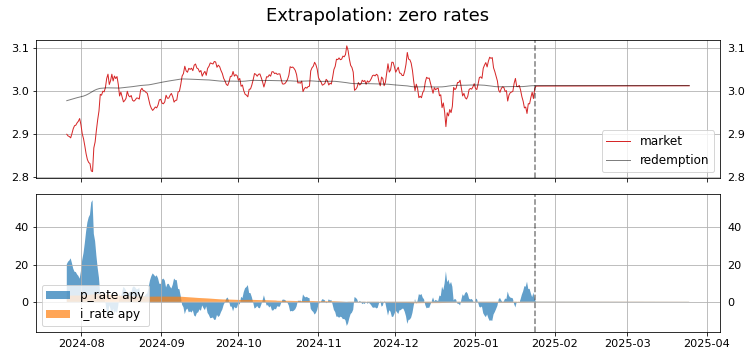 Extrapolation: zero rates
3.1
3.1
3.0
3.0
2.9
2.9
2.8
2.8
market
redemption
40
40
20
20
0
0
p_rate apy
i_rate apy
2024-08 2024-09 2024-10 2024-11 2024-12 2025-01 2025-02 2025-03 2025-04